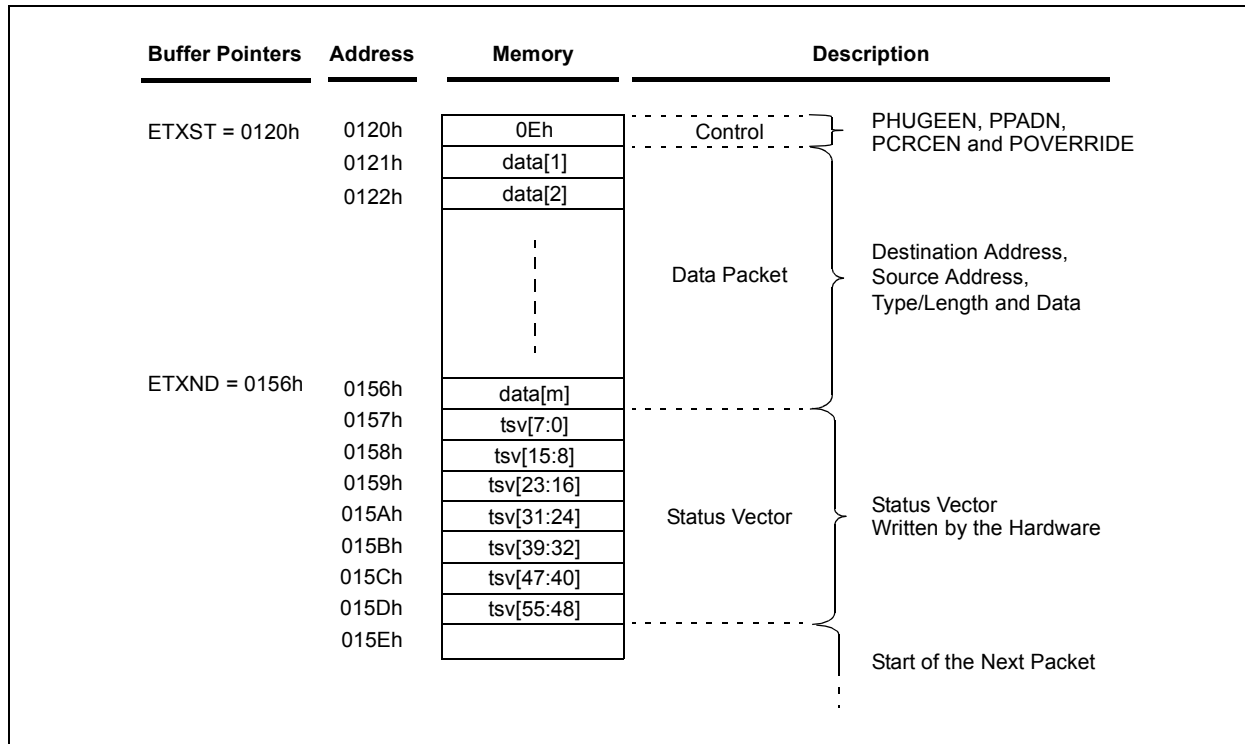 Buffer Pointers Address Memory Description
ETXST = 0120h 0120h 0Eh Control PHUGEEN, PPADN,
PCRCEN and POVERRIDE
0121h data[1]
0122h data[2]
Data Packet Destination Address,
Source Address,
Type/Length and Data
ETXND = 0156h 0156h data[m]
0157h tsv[7:0]
0158h tsv[15:8]
0159h tsv[23:16]
015Ah tsv[31:24] Status Vector Status Vector
Written by the Hardware
015Bh tsv[39:32]
015Ch tsv[47:40]
015Dh tsv[55:48]
015Eh
Start of the Next Packet